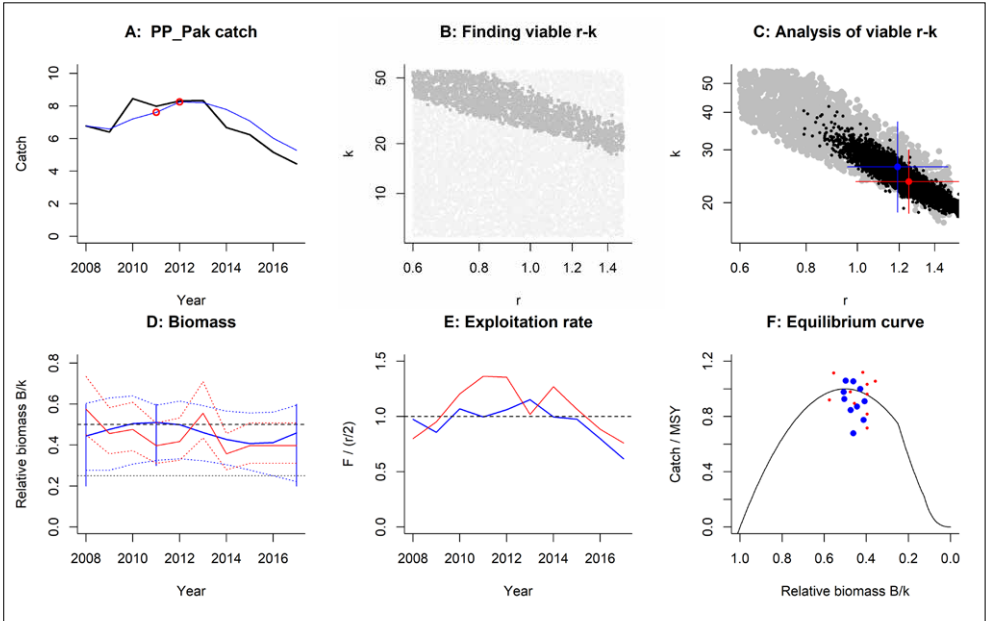 A: PP_Pak catch
Catch
10
8
6
4
2
0
2008 2010 2012 2014 2016
Year
B: Finding viable r-k
k
50
20
10
0.6 0.8 1.0 1.2 1.4
r
C: Analysis of viable r-k
k
50
40
30
20
0.6 0.8 1.0 1.2 1.4
r
D: Biomass
Relative biomass B/k
0.8
0.6
0.4
0.2
0.0
2008 2010 2012 2014 2016
Year
E: Exploitation rate
F / (r/2)
1.5
1.0
0.5
0.0
2008 2010 2012 2014 2016
Year
F: Equilibrium curve
Catch / MSY
1.2
0.8
0.4
0.0
1.0 0.8 0.6 0.4 0.2 0.0
Relative biomass B/k